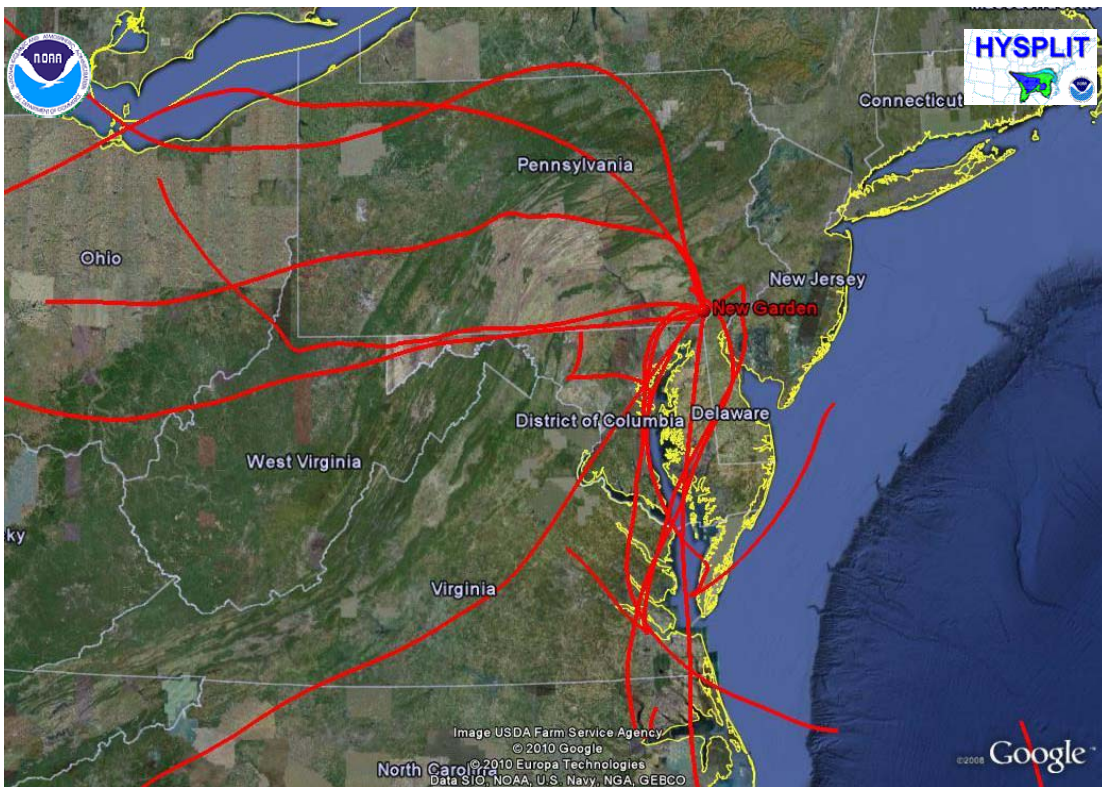 NOAA
HYSPLIT
Connecticut
Pennsylvania
Ohio
New Jersey
New Garden
District of Columbia
Delaware
West Virginia
ky
Virginia
Image USDA Farm Service Agency
© 2010 Google
© 2010 Europa Technologies
North Carolina
Data SIO, NOAA, U.S. Navy, NGA, GEBCO
©2008 Google™